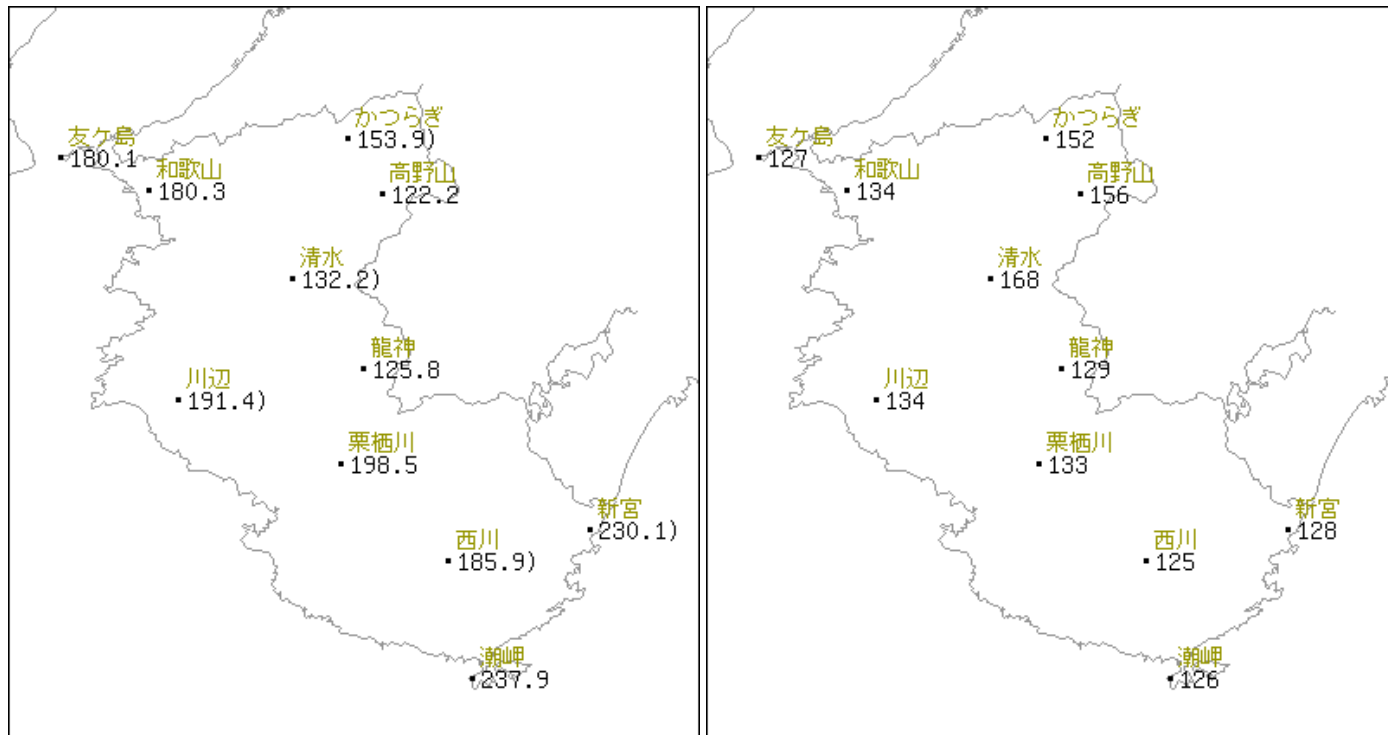 かつらぎ
153.9)
友ケ島
180.1
和歌山
180.3
高野山
122.2
清水
132.2)
龍神
125.8
川辺
191.4)
栗栖川
198.5
新宮
230.1)
西川
185.9)
潮岬
237.9
かつらぎ
152
友ケ島
127
和歌山
134
高野山
156
清水
168
龍神
129
川辺
134
栗栖川
133
新宮
128
西川
125
潮岬
126